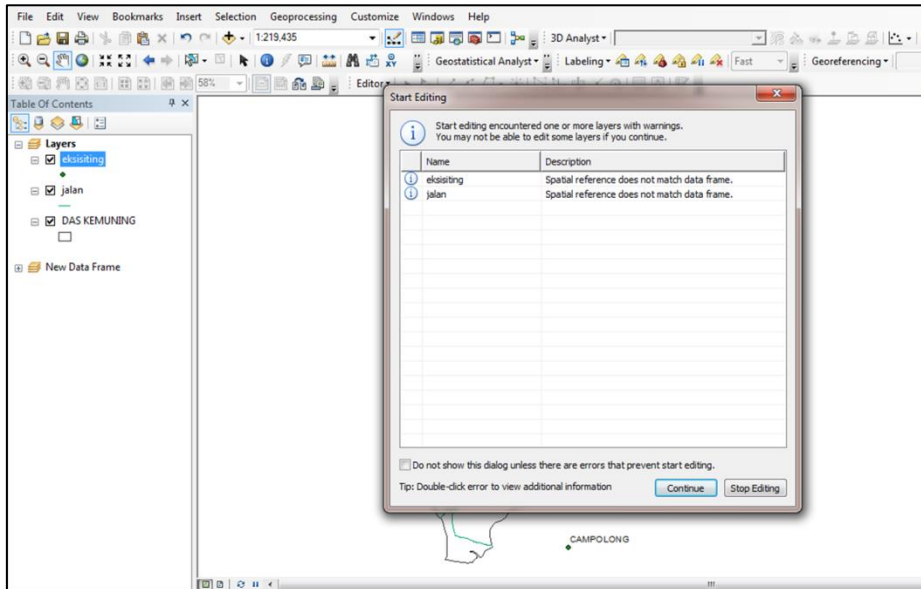 File Edit View Bookmarks Insert Selection Geoprocessing Customize Windows Help
1:219,435 3D Analyst
Geostatistical Analyst Labeling Fast Georeferencing
58% Editor
Table Of Contents
Layers
eksisiting
jalan
DAS KEMUNING
New Data Frame
Start Editing
Start editing encountered one or more layers with warnings.
You may not be able to edit some layers if you continue.
Name Description
eksisiting Spatial reference does not match data frame.
jalan Spatial reference does not match data frame.
Do not show this dialog unless there are errors that prevent start editing.
Tip: Double-click error to view additional information Continue Stop Editing
CAMPOLONG